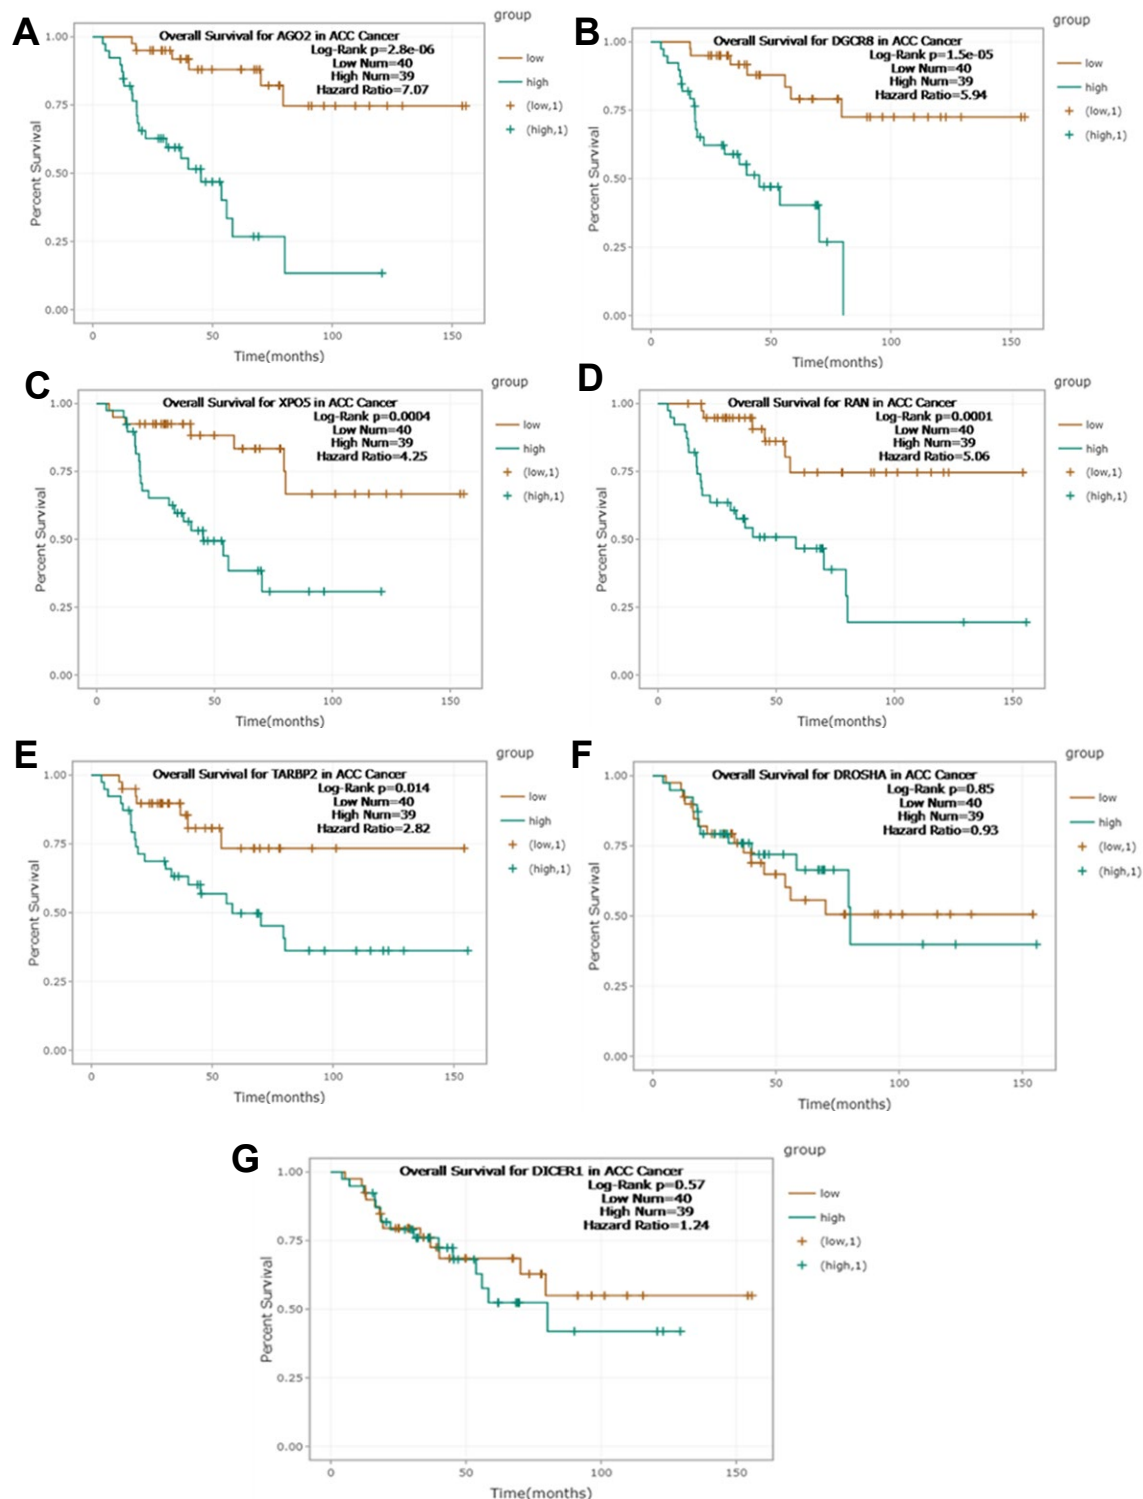 A
Overall Survival for AGO2 in ACC Cancer
Log-Rank p=2.8e-06
Low Num=40
High Num=39
Hazard Ratio=7.07
group
low
high
(low,1)
(high,1)
Percent Survival
1.00
0.75
0.50
0.25
0.00
0 50 100 150
Time(months)
B
Overall Survival for DGCR8 in ACC Cancer
Log-Rank p=1.5e-05
Low Num=40
High Num=39
Hazard Ratio=5.94
group
low
high
(low,1)
(high,1)
Percent Survival
1.00
0.75
0.50
0.25
0.00
0 50 100 150
Time(months)
C
Overall Survival for XPO5 in ACC Cancer
Log-Rank p=0.0004
Low Num=40
High Num=39
Hazard Ratio=4.25
group
low
high
(low,1)
(high,1)
Percent Survival
1.00
0.75
0.50
0.25
0.00
0 50 100 150
Time(months)
D
Overall Survival for RAN in ACC Cancer
Log-Rank p=0.0001
Low Num=40
High Num=39
Hazard Ratio=5.06
group
low
high
(low,1)
(high,1)
Percent Survival
1.00
0.75
0.50
0.25
0.00
0 50 100 150
Time(months)
E
Overall Survival for TARBP2 in ACC Cancer
Log-Rank p=0.014
Low Num=40
High Num=39
Hazard Ratio=2.82
group
low
high
(low,1)
(high,1)
Percent Survival
1.00
0.75
0.50
0.25
0.00
0 50 100 150
Time(months)
F
Overall Survival for DROSHA in ACC Cancer
Log-Rank p=0.85
Low Num=40
High Num=39
Hazard Ratio=0.93
group
low
high
(low,1)
(high,1)
Percent Survival
1.00
0.75
0.50
0.25
0.00
0 50 100 150
Time(months)
G
Overall Survival for DICER1 in ACC Cancer
Log-Rank p=0.57
Low Num=40
High Num=39
Hazard Ratio=1.24
group
low
high
(low,1)
(high,1)
Percent Survival
1.00
0.75
0.50
0.25
0.00
0 50 100 150
Time(months)